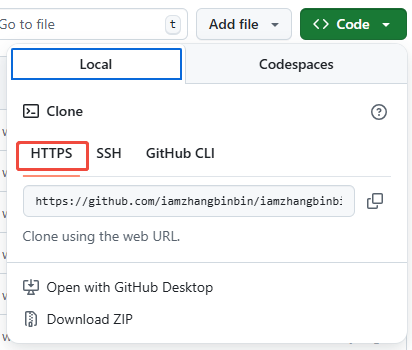 Go to file t Add file Code
Local Codespaces
Clone
HTTPS SSH GitHub CLI
https://github.com/iamzhangbinbin/iamzhangbinbi
Clone using the web URL.
Open with GitHub Desktop
Download ZIP